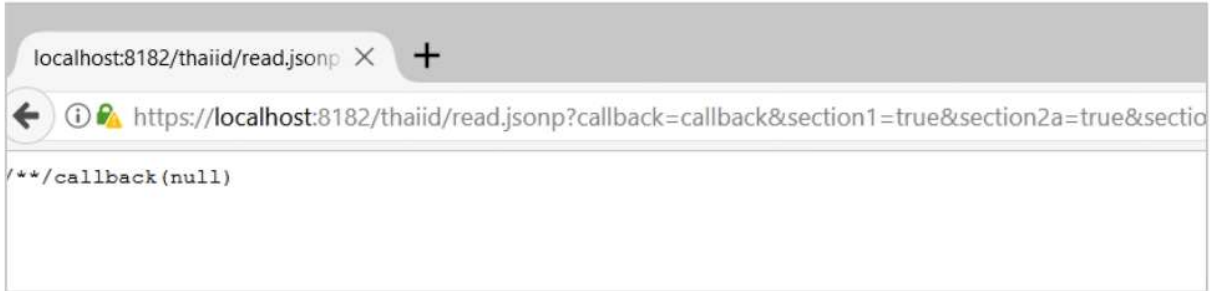 localhost:8182/thaiid/read.jsonp
https://localhost:8182/thaiid/read.jsonp?callback=callback&section1=true&section2a=true&sectio
/**/callback(null)